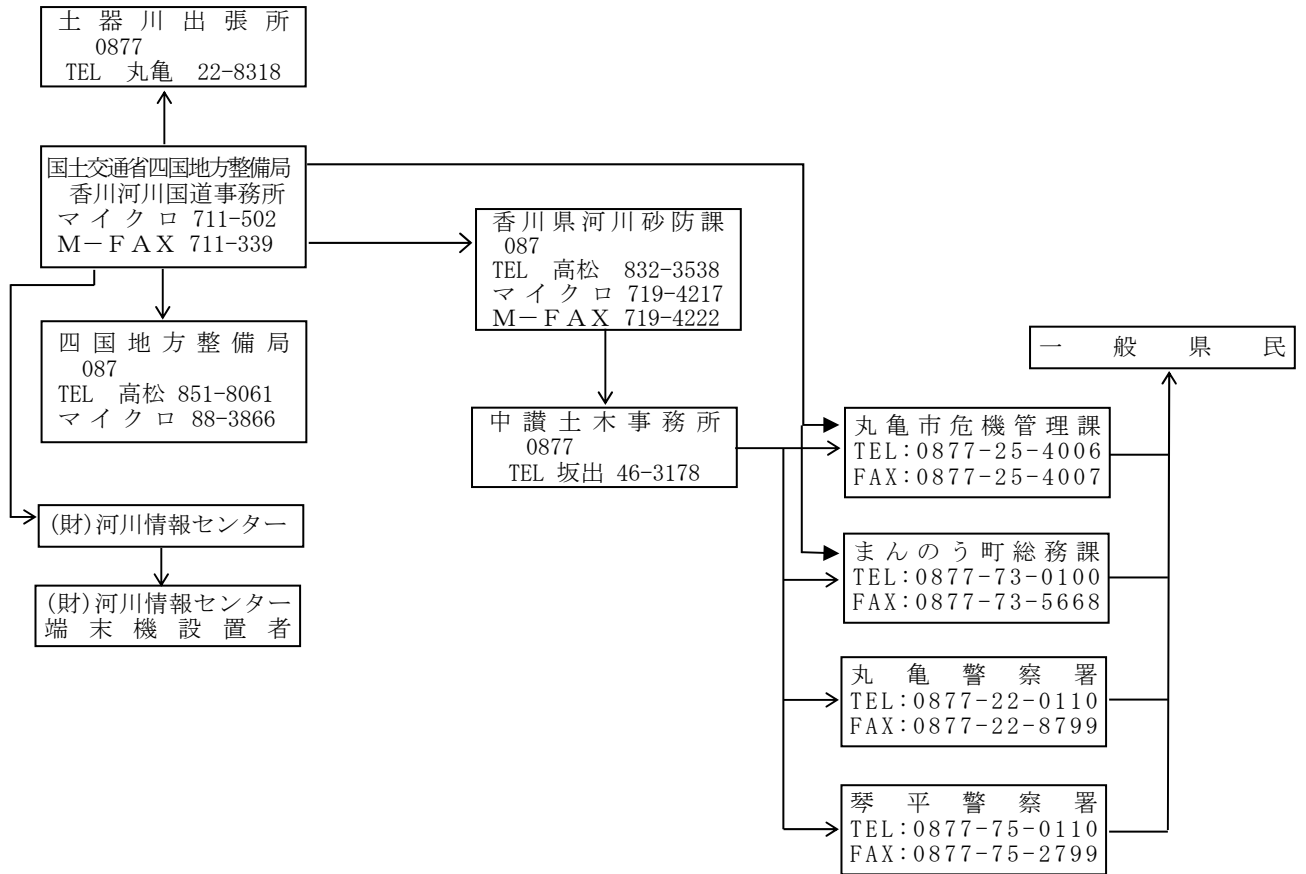 土器川出張所
0877
TEL 丸亀 22-8318
国土交通省四国地方整備局
香川河川国道事務所
マイクロ 711-502
M－FAX 711-339
四国地方整備局
087
TEL 高松 851-8061
マイクロ 88-3866
(財)河川情報センター
(財)河川情報センター
端末機設置者
香川県河川砂防課
087
TEL 高松 832-3538
マイクロ 719-4217
M－FAX 719-4222
中讃土木事務所
0877
TEL 坂出 46-3178
一般県民
丸亀市危機管理課
TEL:0877-25-4006
FAX:0877-25-4007
まんのう町総務課
TEL:0877-73-0100
FAX:0877-73-5668
丸亀警察署
TEL:0877-22-0110
FAX:0877-22-8799
琴平警察署
TEL:0877-75-0110
FAX:0877-75-2799